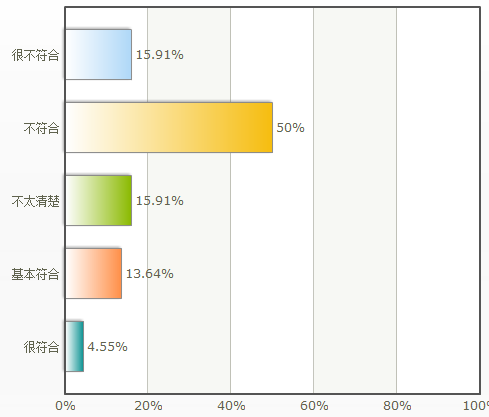 很不符合 15.91%
不符合 50%
不太清楚 15.91%
基本符合 13.64%
很符合 4.55%
0% 20% 40% 60% 80% 100%